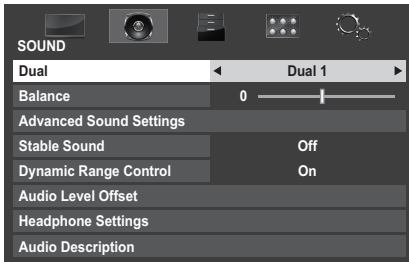 SOUND
Dual Dual 1
Balance 0
Advanced Sound Settings
Stable Sound Off
Dynamic Range Control On
Audio Level Offset
Headphone Settings
Audio Description